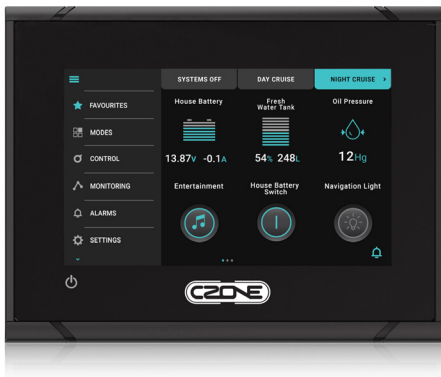 SYSTEMS OFF
DAY CRUISE
NIGHT CRUISE
FAVOURITES
MODES
CONTROL
MONITORING
ALARMS
SETTINGS
House Battery
13.87V -0.1A
Fresh
Water Tank
54% 248L
Oil Pressure
12Hg
Entertainment
House Battery
Switch
Navigation Light
CZONE